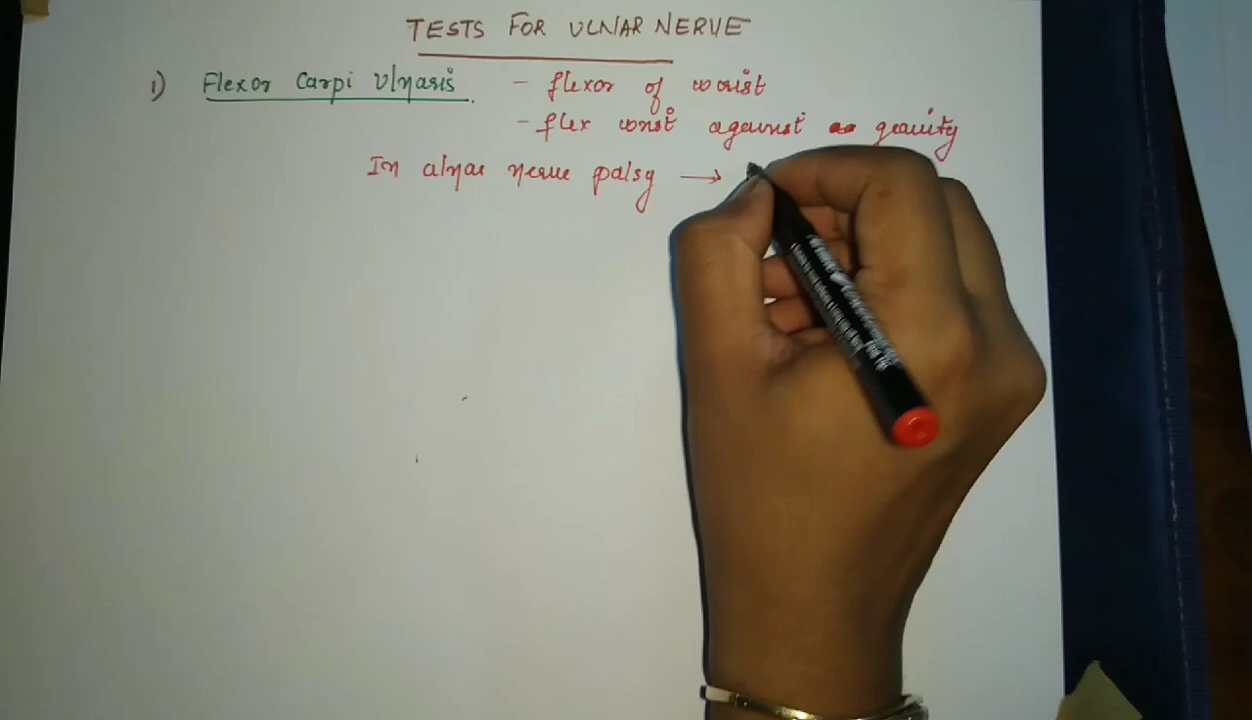 TESTS FOR ULNAR NERVE
1) Flexor Carpi Ulnaris - flexor of wrist
- flex wrist against gravity
In ulnar nerve palsy →